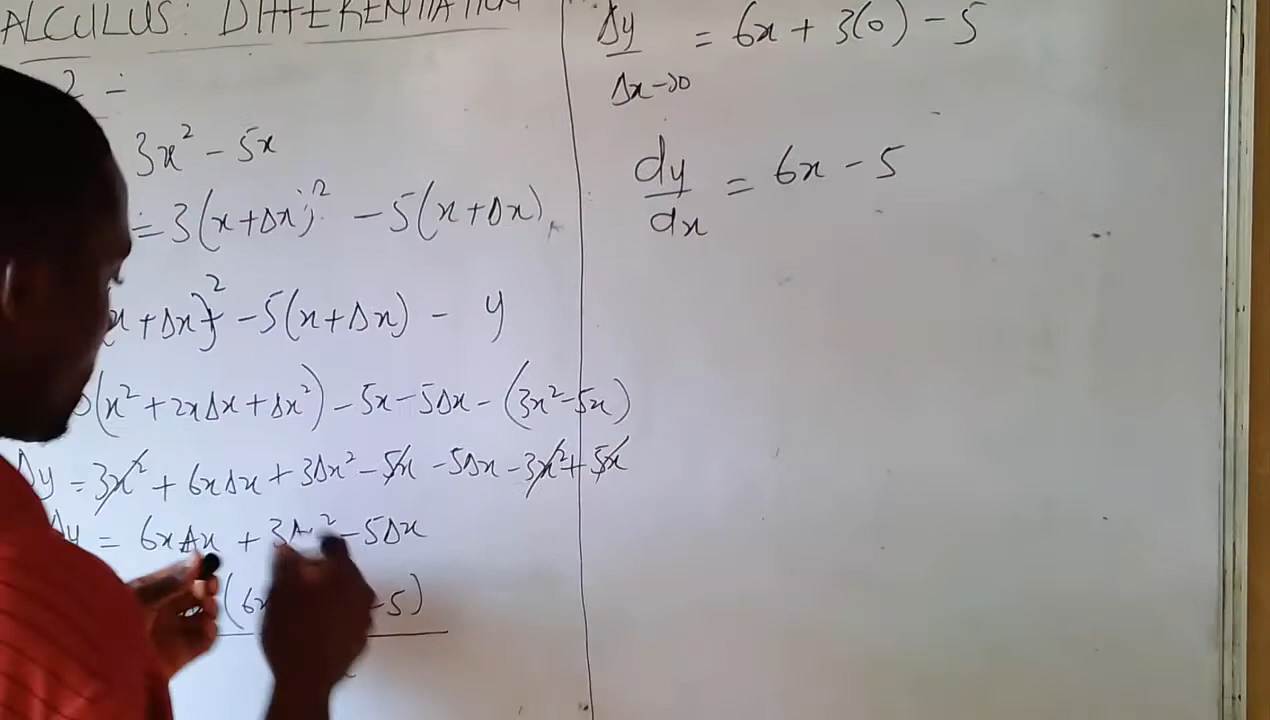 ALCULUS: DIFFERENTIATION
2 -
3x² - 5x
= 3(x+Δx)² - 5(x+Δx)
x + Δx)² - 5(x+Δx) - y
(x² + 2xΔx + Δx²) - 5x - 5Δx - (3x² - 5x)
Δy = 3x² + 6xΔx + 3Δx² - 5x - 5Δx - 3x² + 5x
Δy = 6xΔx + 3Δx² - 5Δx
(6x - 5)
Δy = 6x + 3(0) - 5
Δx→0
dy = 6x - 5
dx